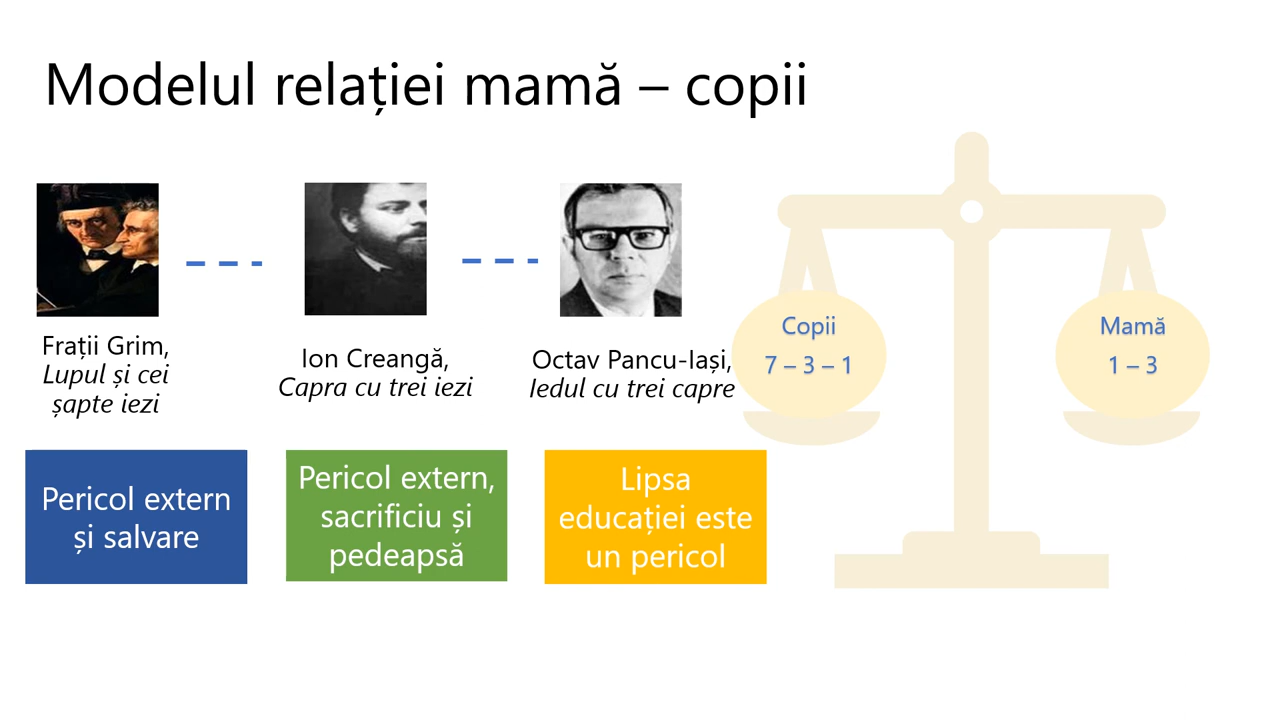 Modelul relației mamă – copii
Frații Grim,
Lupul și cei
șapte iezi
Ion Creangă,
Capra cu trei iezi
Octav Pancu-Iași,
Iedul cu trei capre
Pericol extern
și salvare
Pericol extern,
sacrificiu și
pedeapsă
Lipsa
educației este
un pericol
Copii
7 – 3 – 1
Mamă
1 – 3